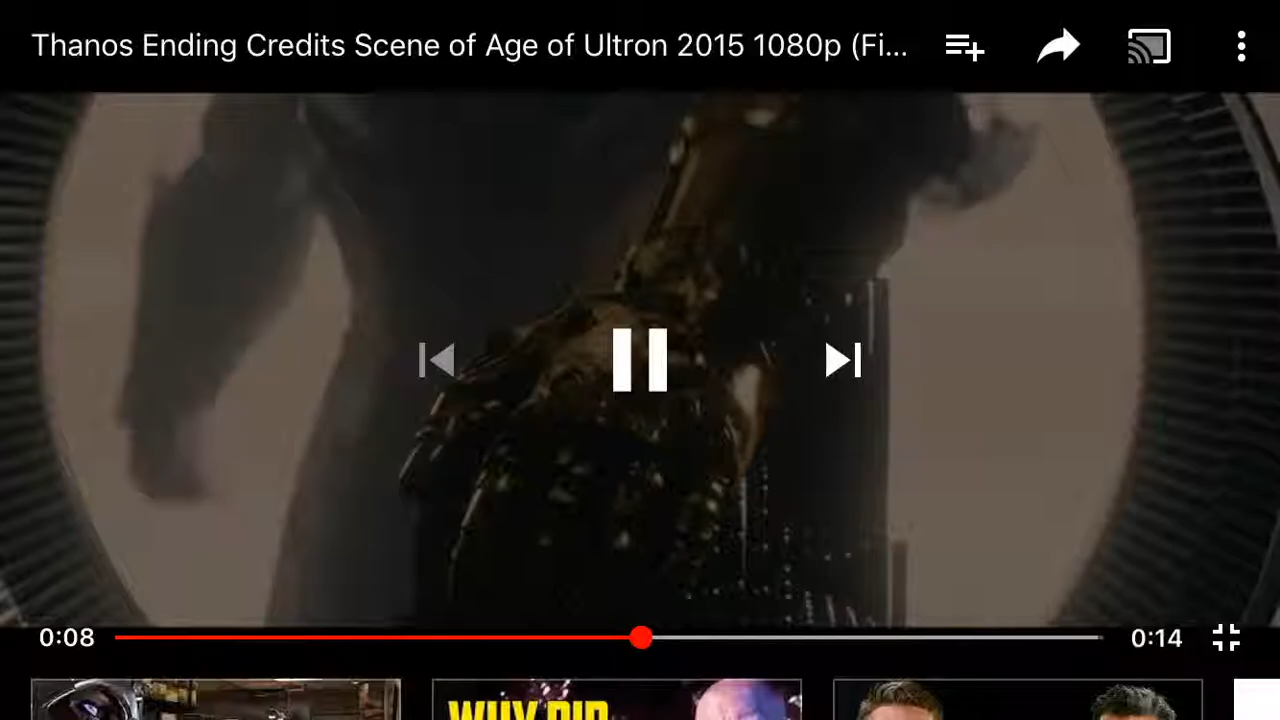 Thanos Ending Credits Scene of Age of Ultron 2015 1080p (Fi...
0:08
0:14
WHY DID